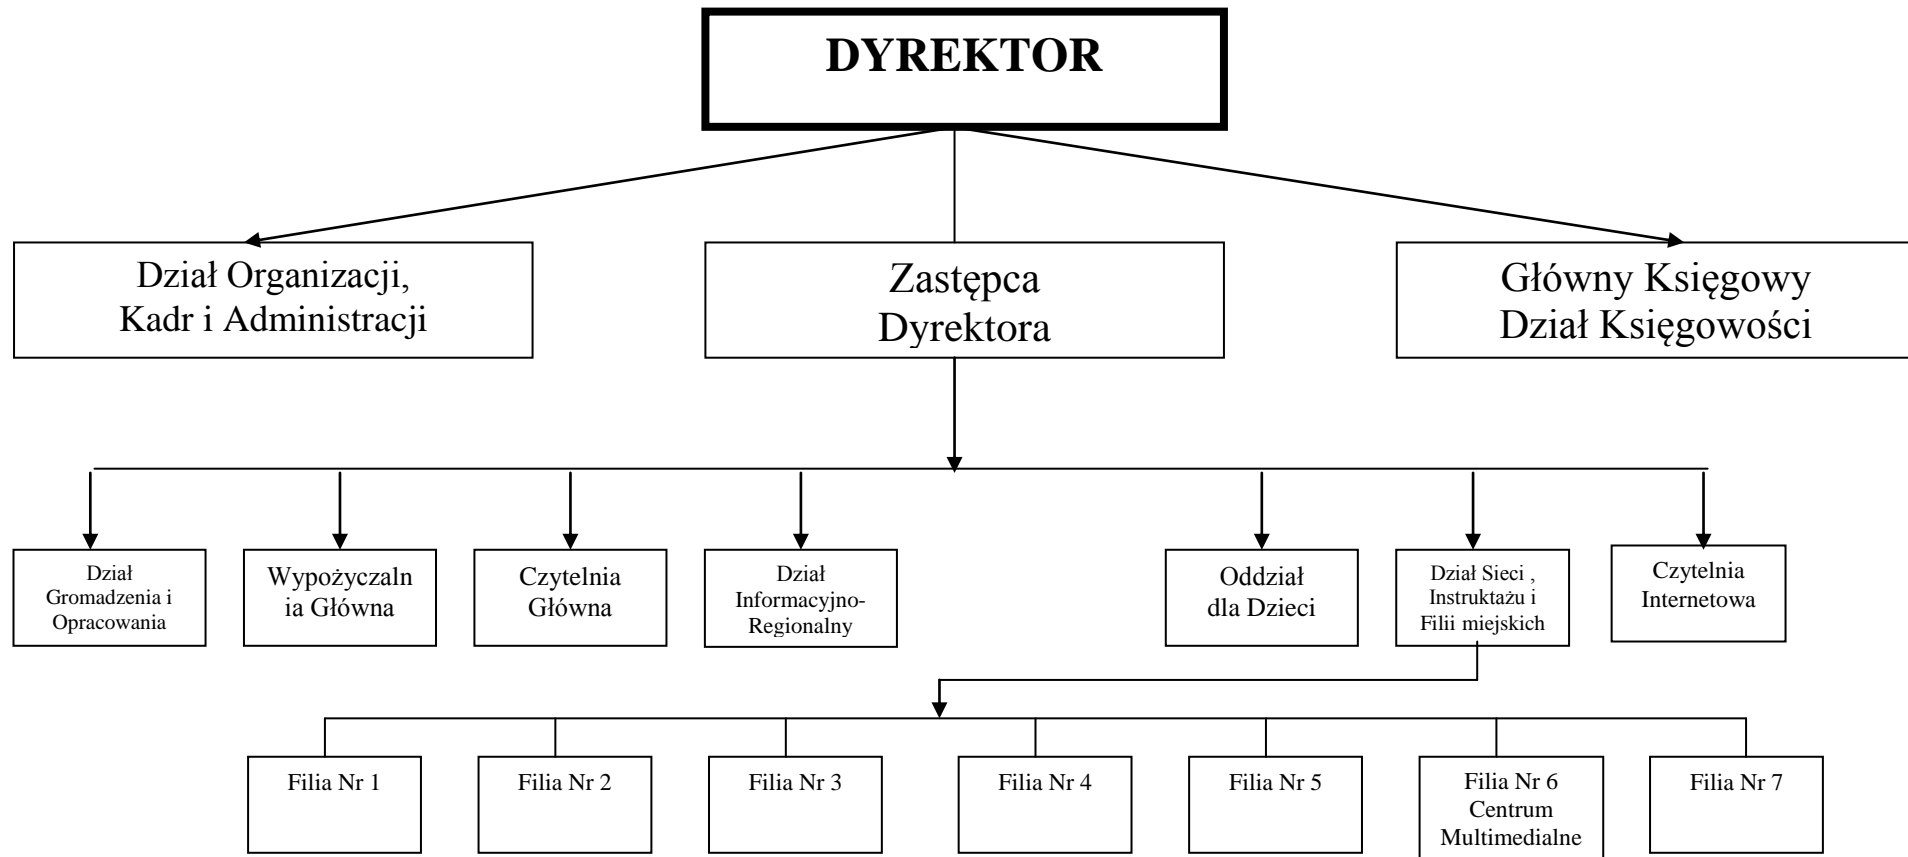 DYREKTOR
Dział Organizacji,
Kadr i Administracji
Zastępca
Dyrektora
Główny Księgowy
Dział Księgowości
Dział
Gromadzenia i
Opracowania
Wypożyczaln
ia Główna
Czytelnia
Główna
Dział
Informacyjno-
Regionalny
Oddział
dla Dzieci
Dział Sieci ,
Instruktażu i
Filii miejskich
Czytelnia
Internetowa
Filia Nr 1
Filia Nr 2
Filia Nr 3
Filia Nr 4
Filia Nr 5
Filia Nr 6
Centrum
Multimedialne
Filia Nr 7